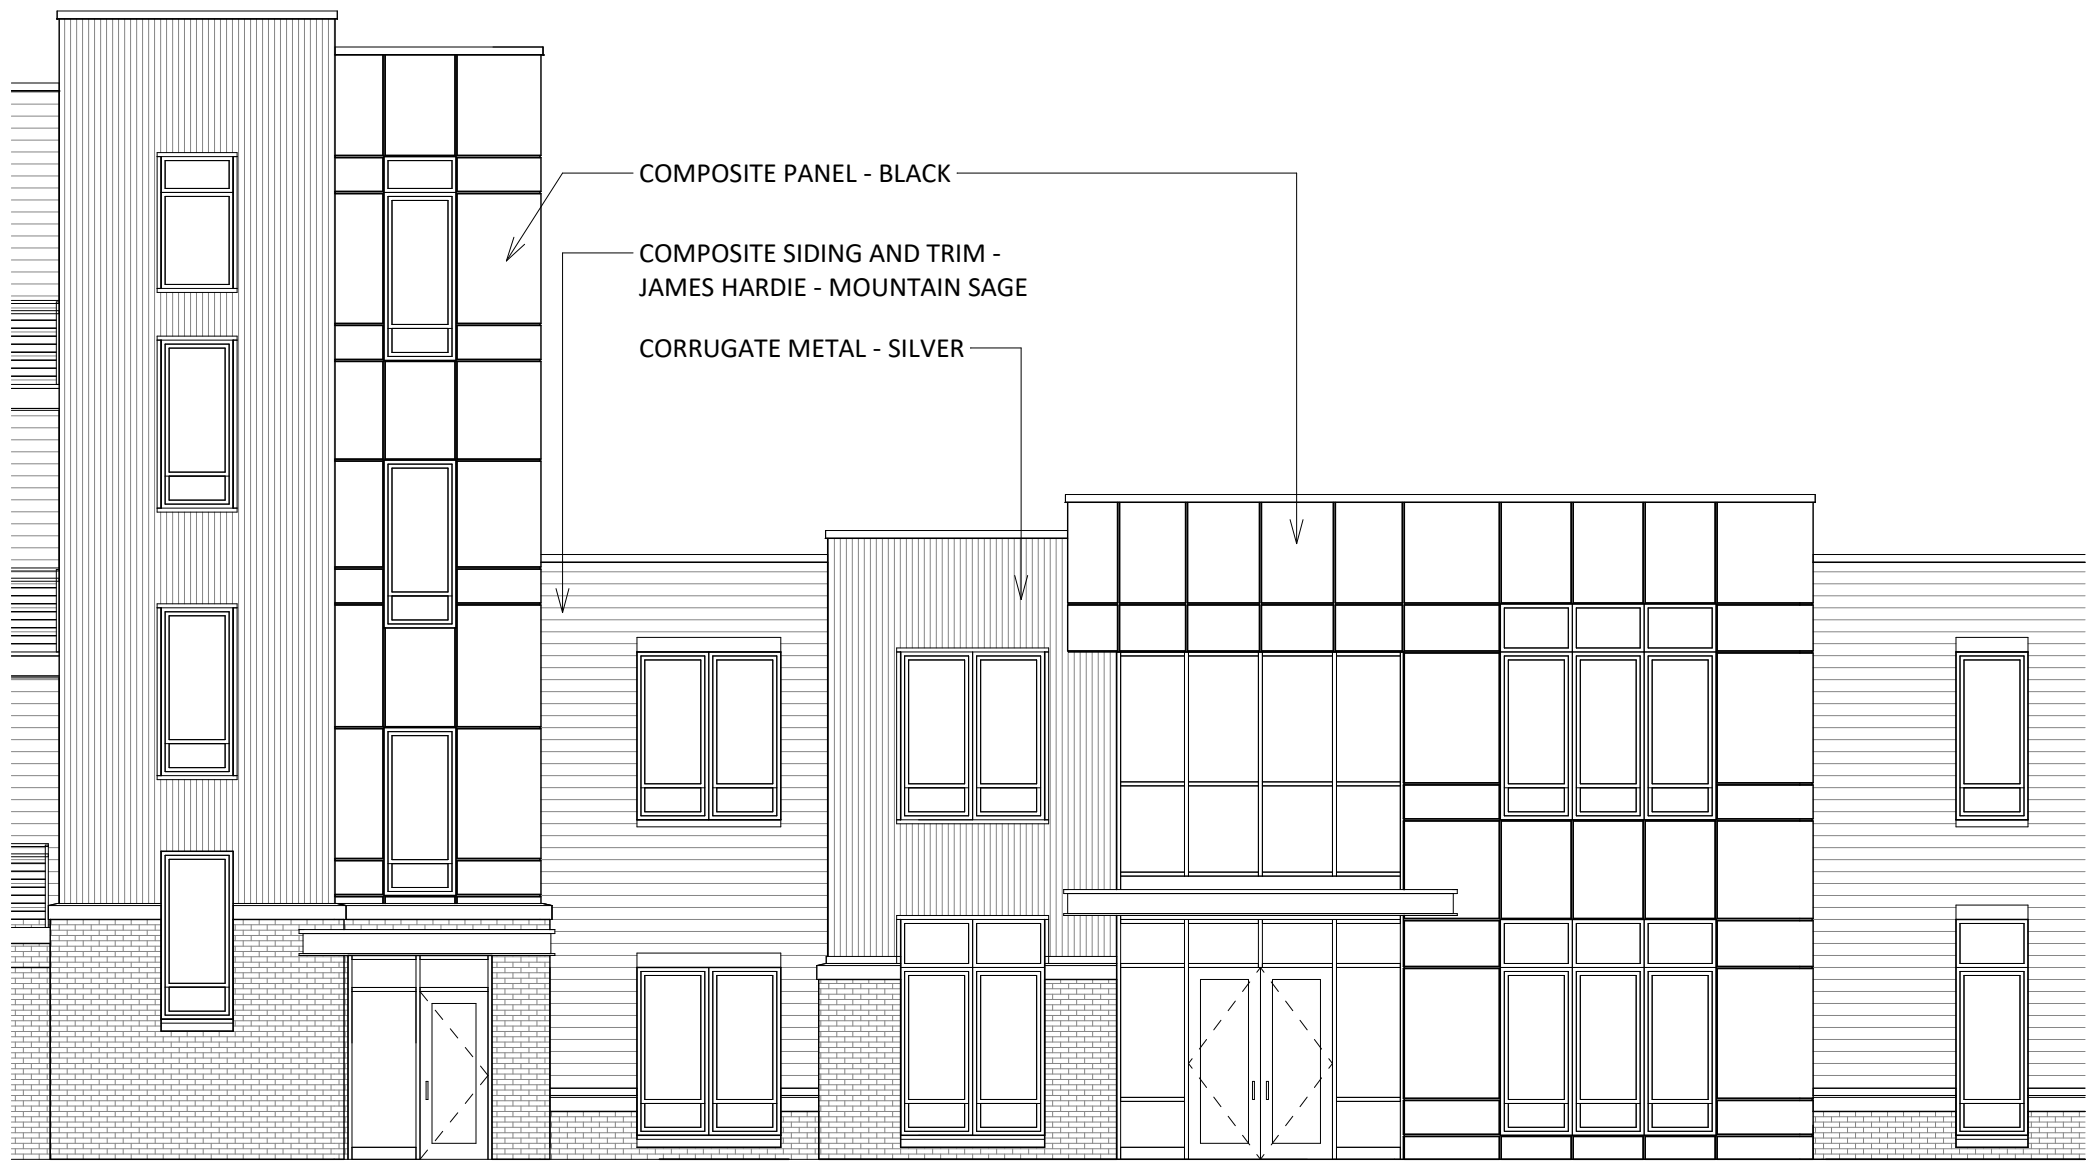 COMPOSITE PANEL - BLACK
COMPOSITE SIDING AND TRIM -
JAMES HARDIE - MOUNTAIN SAGE
CORRUGATE METAL - SILVER